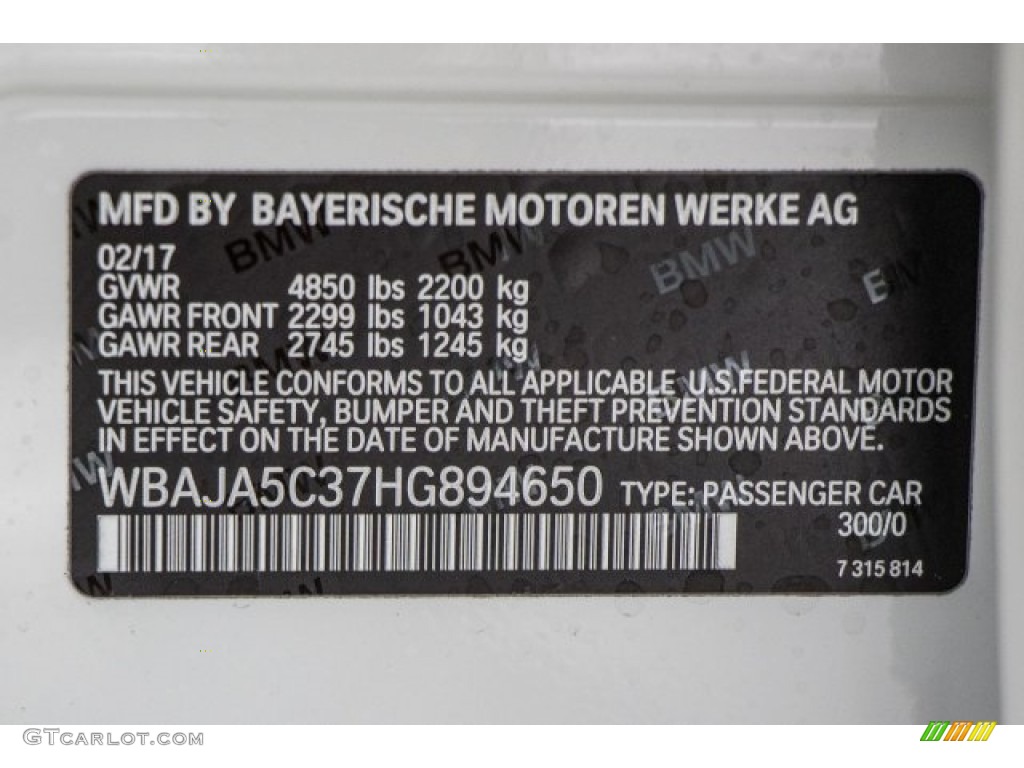 MFD BY BAYERISCHE MOTOREN WERKE AG
02/17
GVWR 4850 lbs 2200 kg
GAWR FRONT 2299 lbs 1043 kg
GAWR REAR 2745 lbs 1245 kg
THIS VEHICLE CONFORMS TO ALL APPLICABLE U.S.FEDERAL MOTOR
VEHICLE SAFETY, BUMPER AND THEFT PREVENTION STANDARDS
IN EFFECT ON THE DATE OF MANUFACTURE SHOWN ABOVE.
WBAJA5C37HG894650 TYPE: PASSENGER CAR
300/0
7 315 814
GTCARLOT.COM